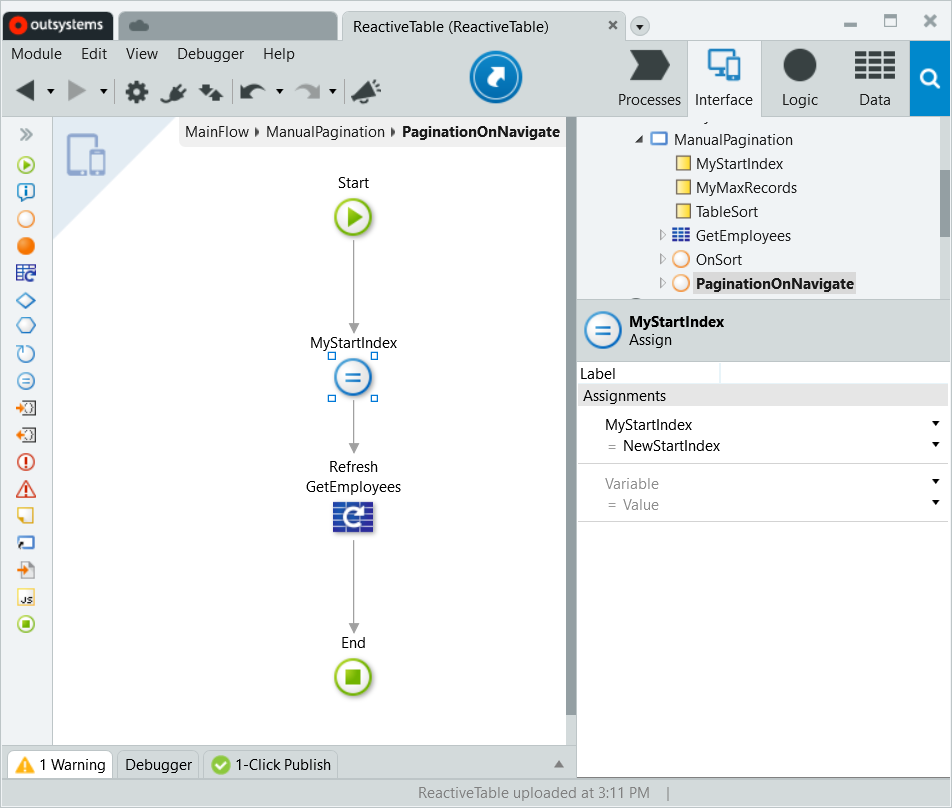 outsystems
ReactiveTable (ReactiveTable)
Module Edit View Debugger Help
Processes Interface Logic Data
MainFlow ManualPagination PaginationOnNavigate
ManualPagination
MyStartIndex
MyMaxRecords
TableSort
GetEmployees
OnSort
PaginationOnNavigate
Start
MyStartIndex
Refresh
GetEmployees
End
MyStartIndex
Assign
Label
Assignments
MyStartIndex
= NewStartIndex
Variable
= Value
JS
1 Warning Debugger 1-Click Publish
ReactiveTable uploaded at 3:11 PM |